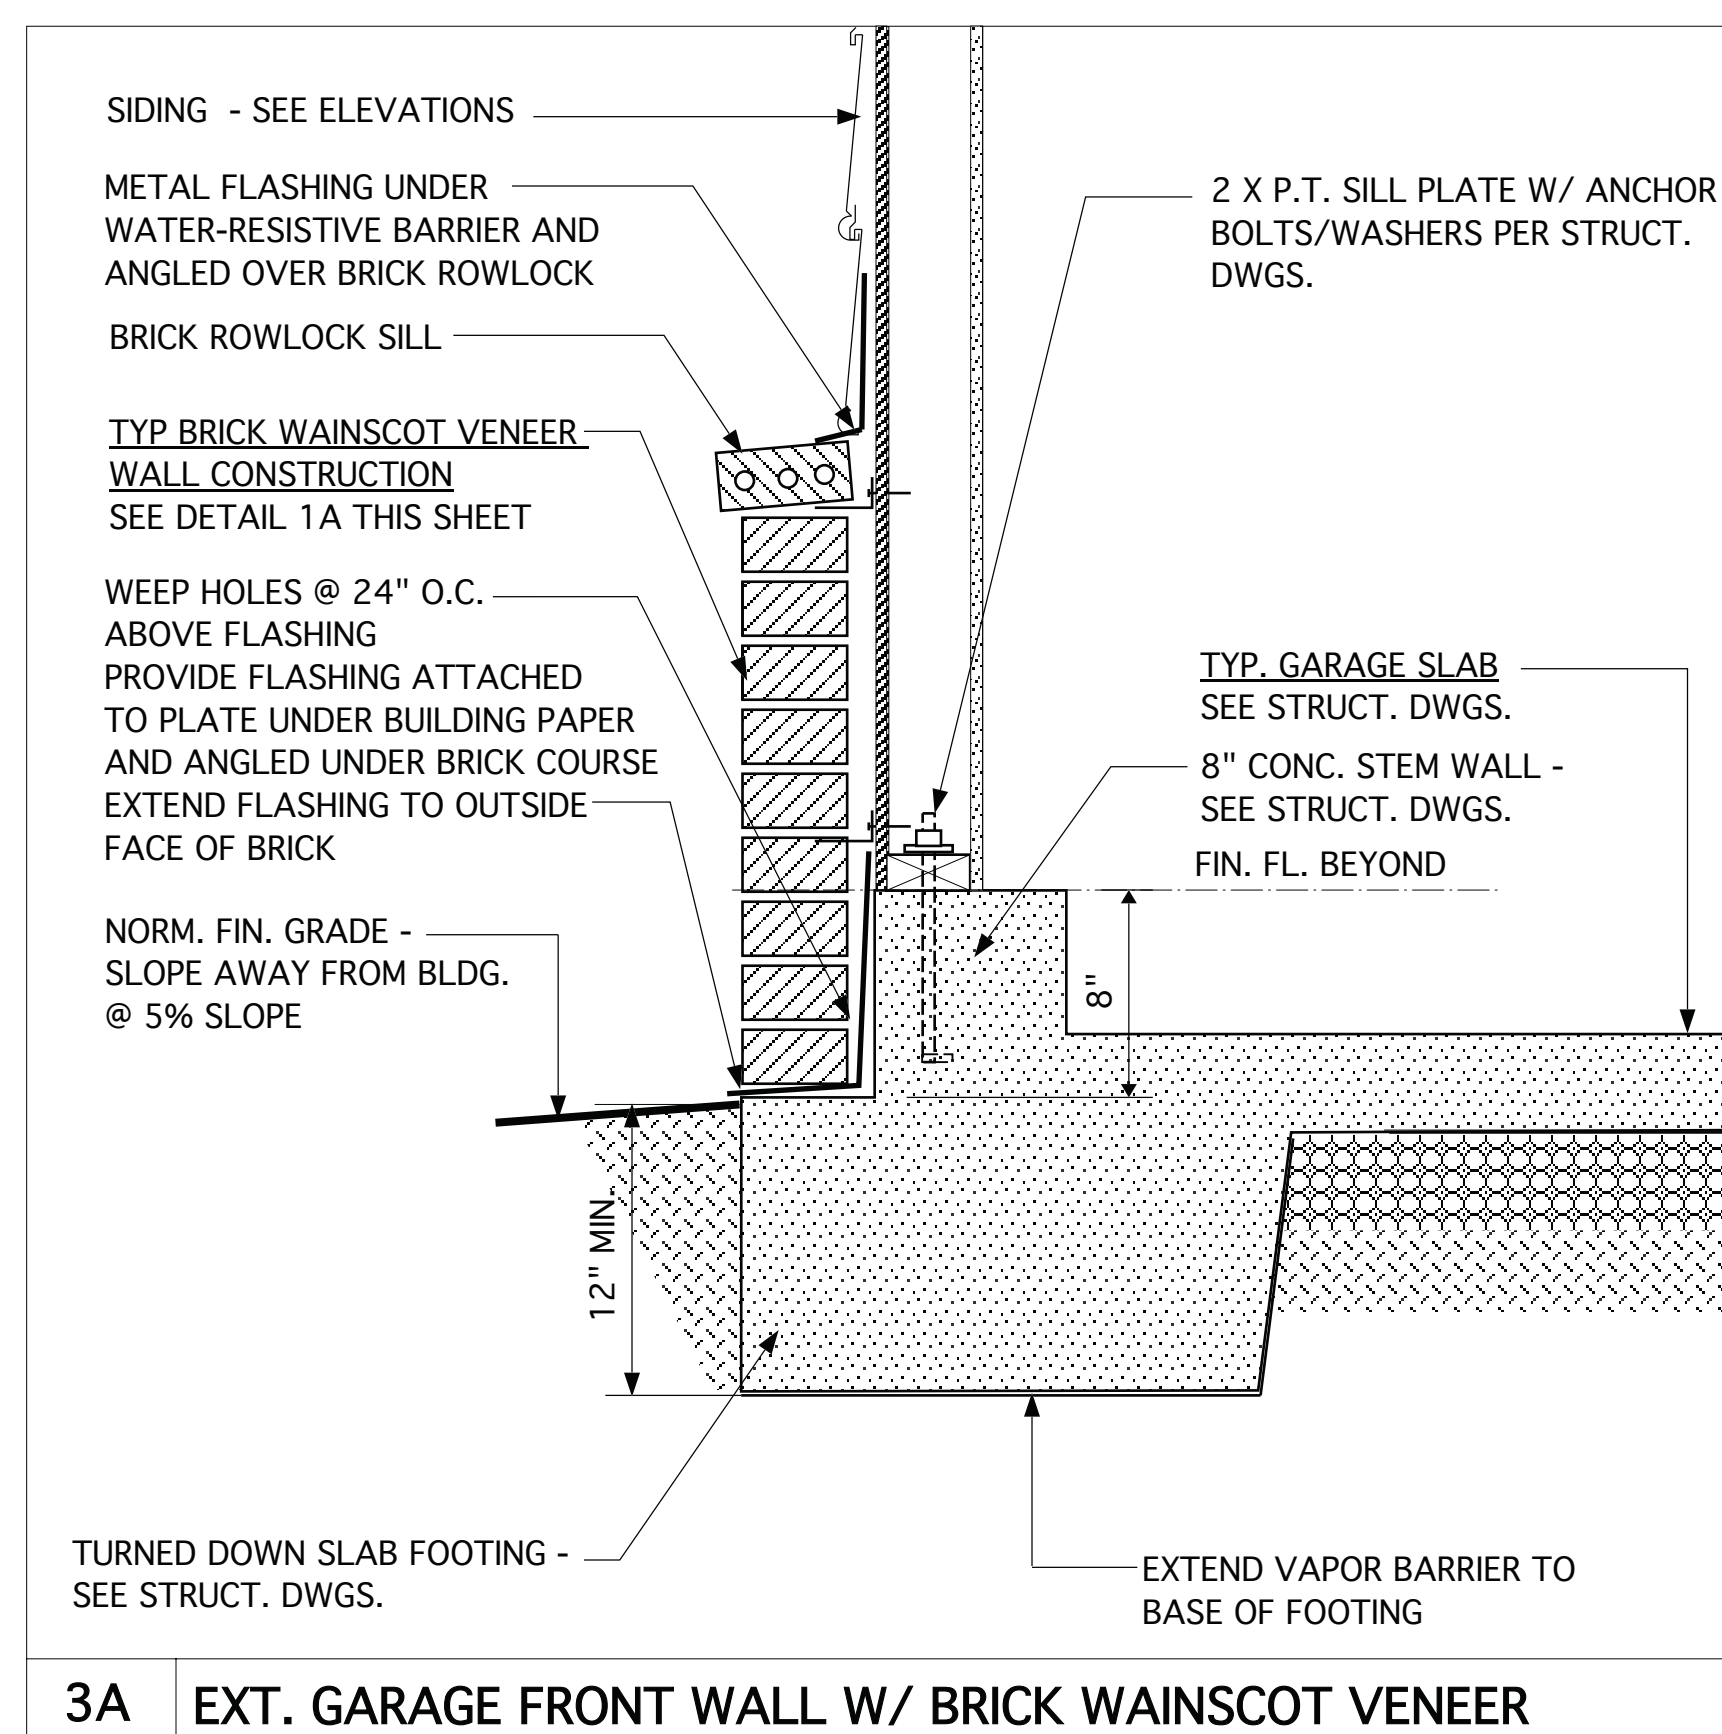 SIDING - SEE ELEVATIONS
METAL FLASHING UNDER
WATER-RESISTIVE BARRIER AND
ANGLED OVER BRICK ROWLOCK
BRICK ROWLOCK SILL
TYP BRICK WAINSCOT VENEER
WALL CONSTRUCTION
SEE DETAIL 1A THIS SHEET
WEEP HOLES @ 24" O.C.
ABOVE FLASHING
PROVIDE FLASHING ATTACHED
TO PLATE UNDER BUILDING PAPER
AND ANGLED UNDER BRICK COURSE
EXTEND FLASHING TO OUTSIDE
FACE OF BRICK
NORM. FIN. GRADE -
SLOPE AWAY FROM BLDG.
@ 5% SLOPE
2 X P.T. SILL PLATE W/ ANCHOR
BOLTS/WASHERS PER STRUCT.
DWGS.
TYP. GARAGE SLAB
SEE STRUCT. DWGS.
8" CONC. STEM WALL -
SEE STRUCT. DWGS.
FIN. FL. BEYOND
8"
12" MIN.
TURNED DOWN SLAB FOOTING -
SEE STRUCT. DWGS.
EXTEND VAPOR BARRIER TO
BASE OF FOOTING
3A EXT. GARAGE FRONT WALL W/ BRICK WAINSCOT VENEER